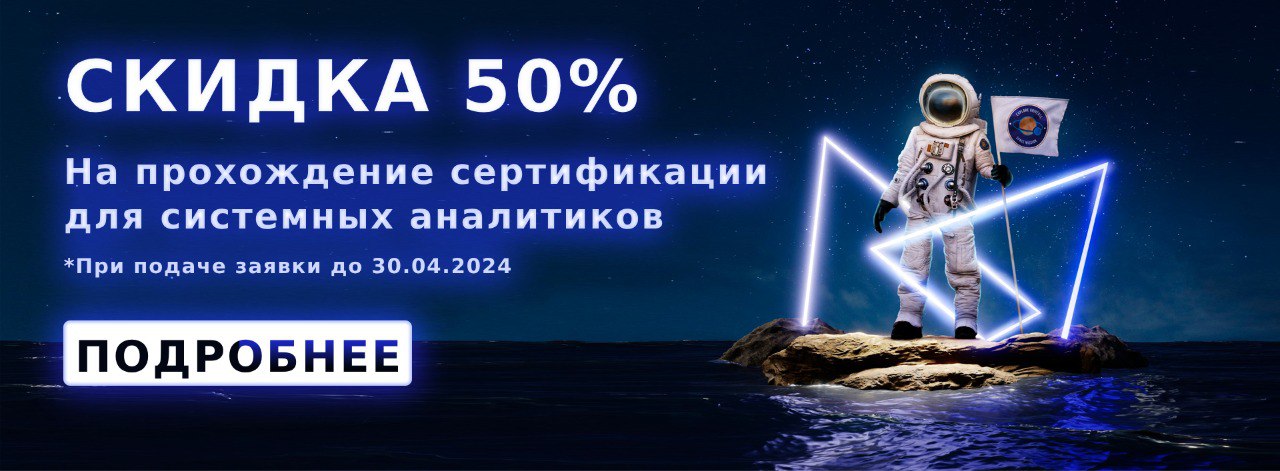 СКИДКА 50%
На прохождение сертификации
для системных аналитиков
*При подаче заявки до 30.04.2024
ПОДРОБНЕЕ